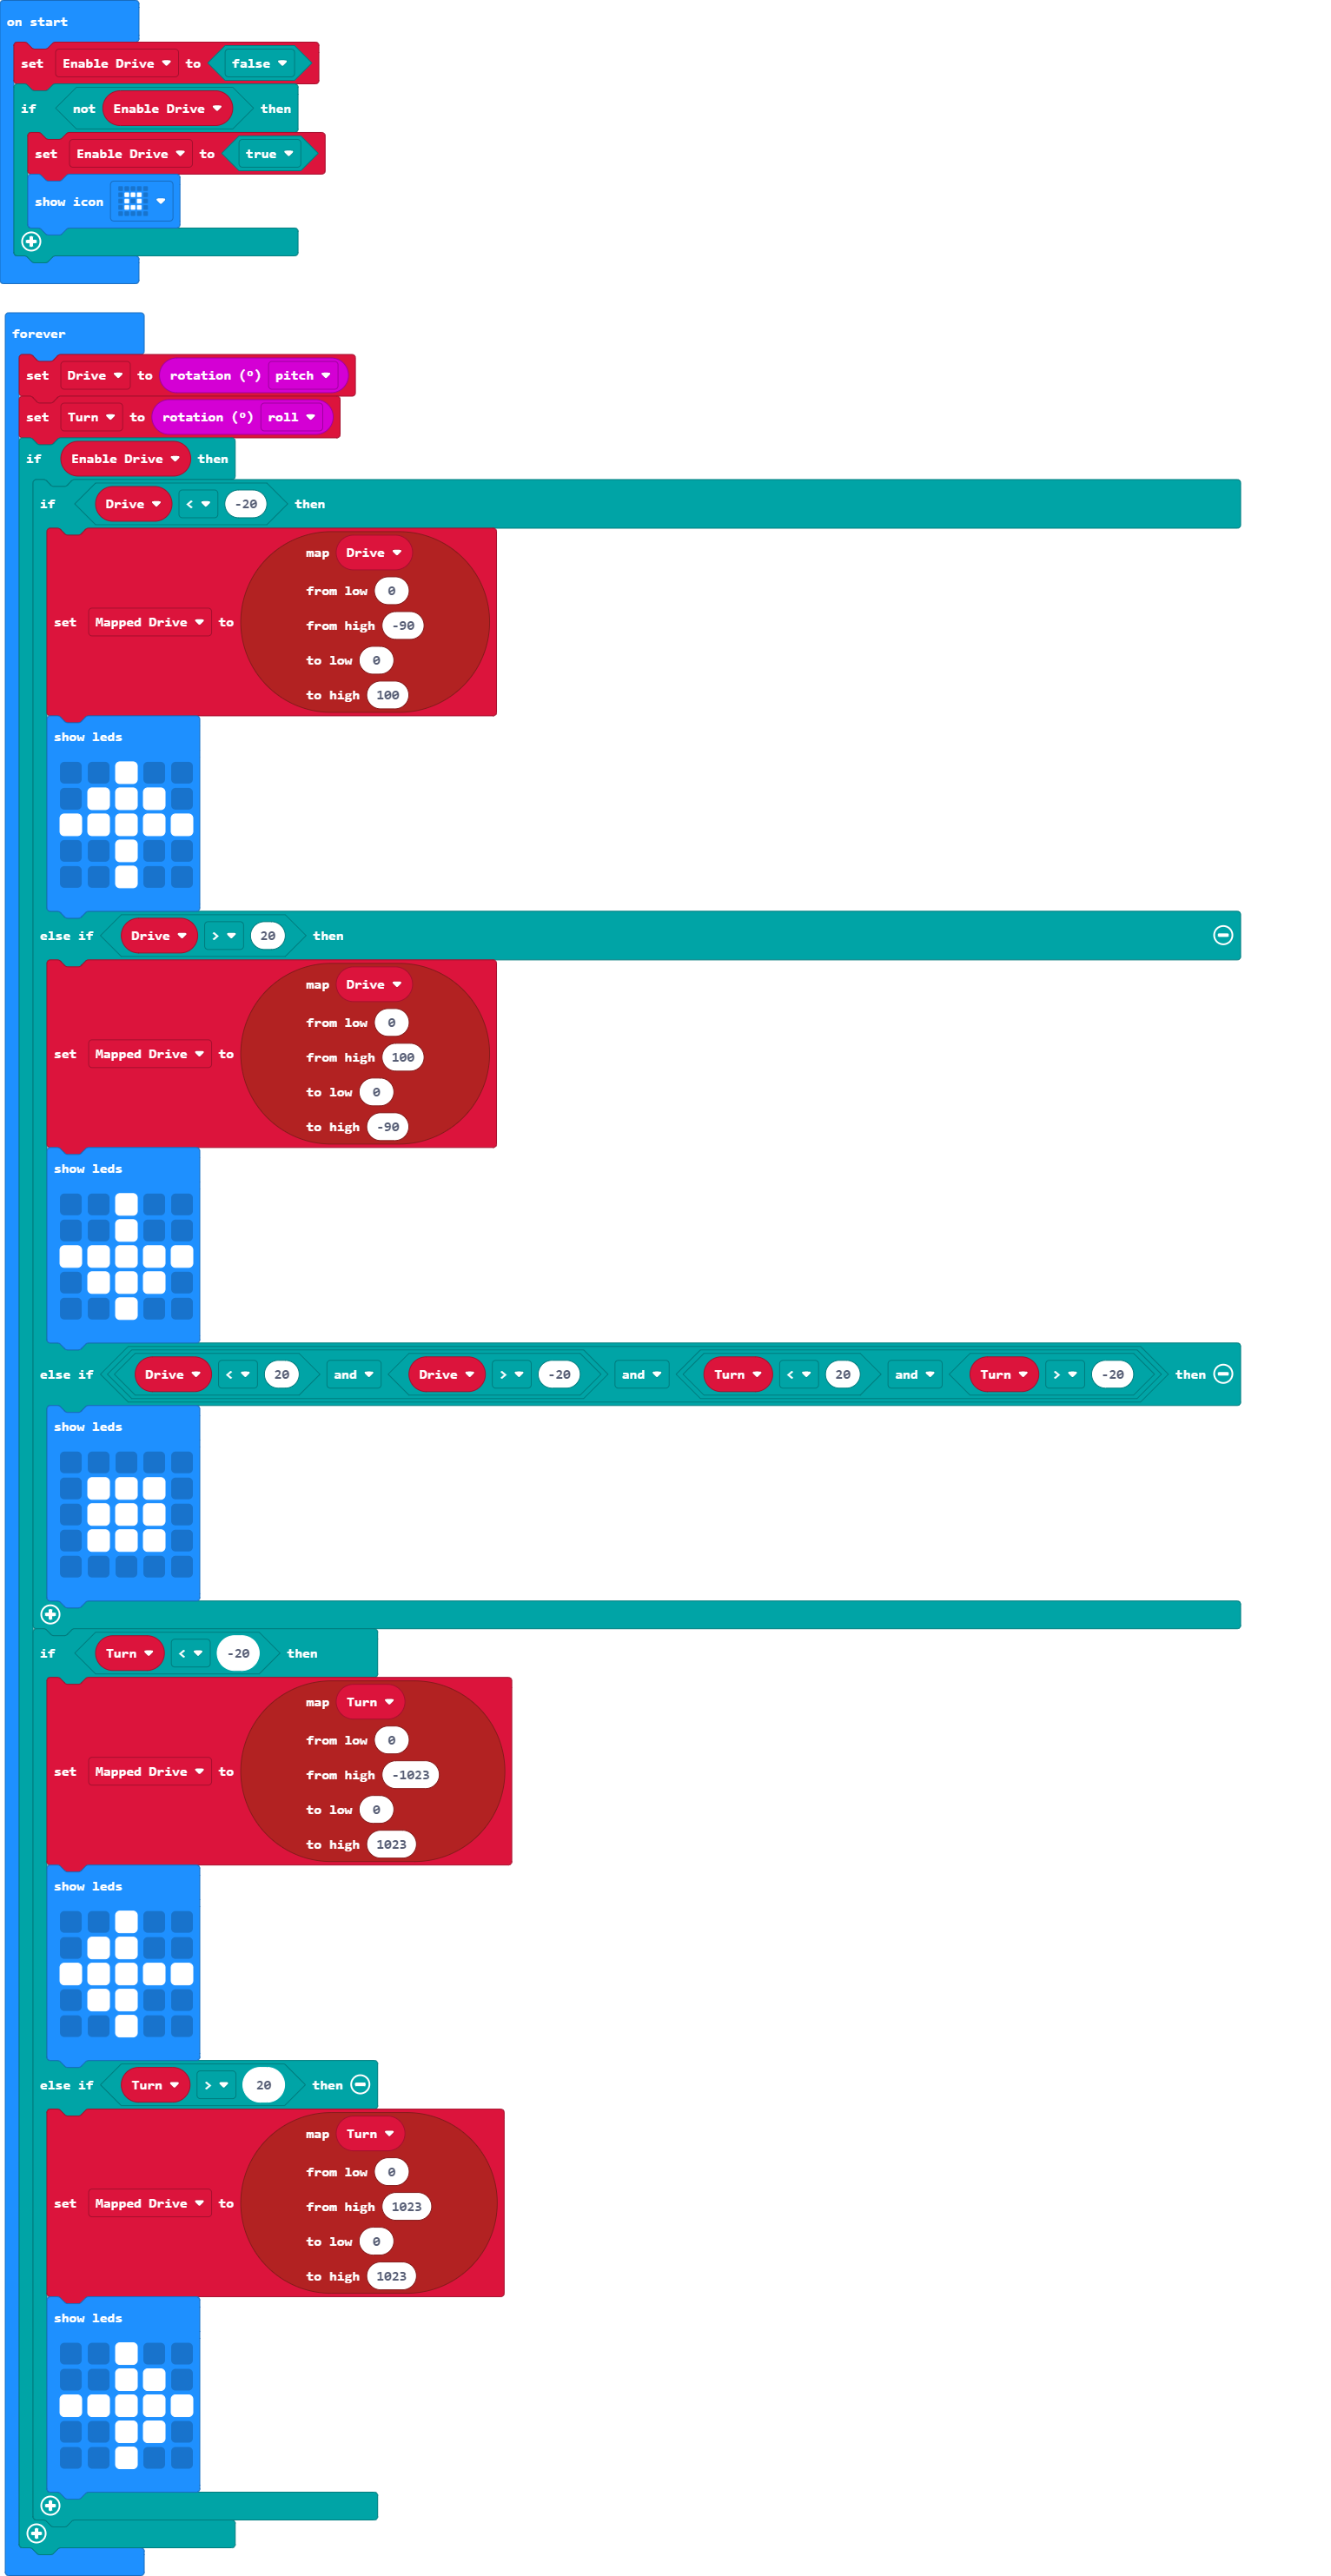 on start
set Enable Drive to false
if not Enable Drive then
set Enable Drive to true
show icon
forever
set Drive to rotation (º) pitch
set Turn to rotation (º) roll
if Enable Drive then
if Drive < -20 then
map Drive
from low 0
from high -90
set Mapped Drive to
to low 0
to high 100
show leds
else if Drive > 20 then
map Drive
from low 0
from high 100
set Mapped Drive to
to low 0
to high -90
show leds
else if Drive < 20 and Drive > -20 and Turn < 20 and Turn > -20 then
show leds
if Turn < -20 then
map Turn
from low 0
from high -1023
set Mapped Drive to
to low 0
to high 1023
show leds
else if Turn > 20 then
map Turn
from low 0
from high 1023
set Mapped Drive to
to low 0
to high 1023
show leds